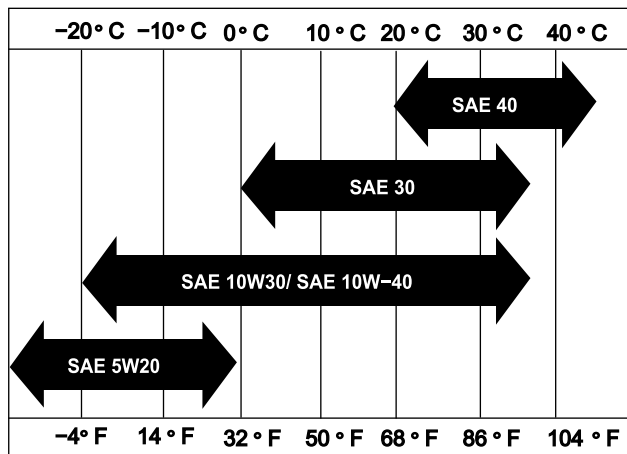 −20° C −10° C 0° C 10° C 20° C 30° C 40° C
SAE 40
SAE 30
SAE 10W30/ SAE 10W−40
SAE 5W20
−4° F 14° F 32° F 50° F 68° F 86° F 104° F